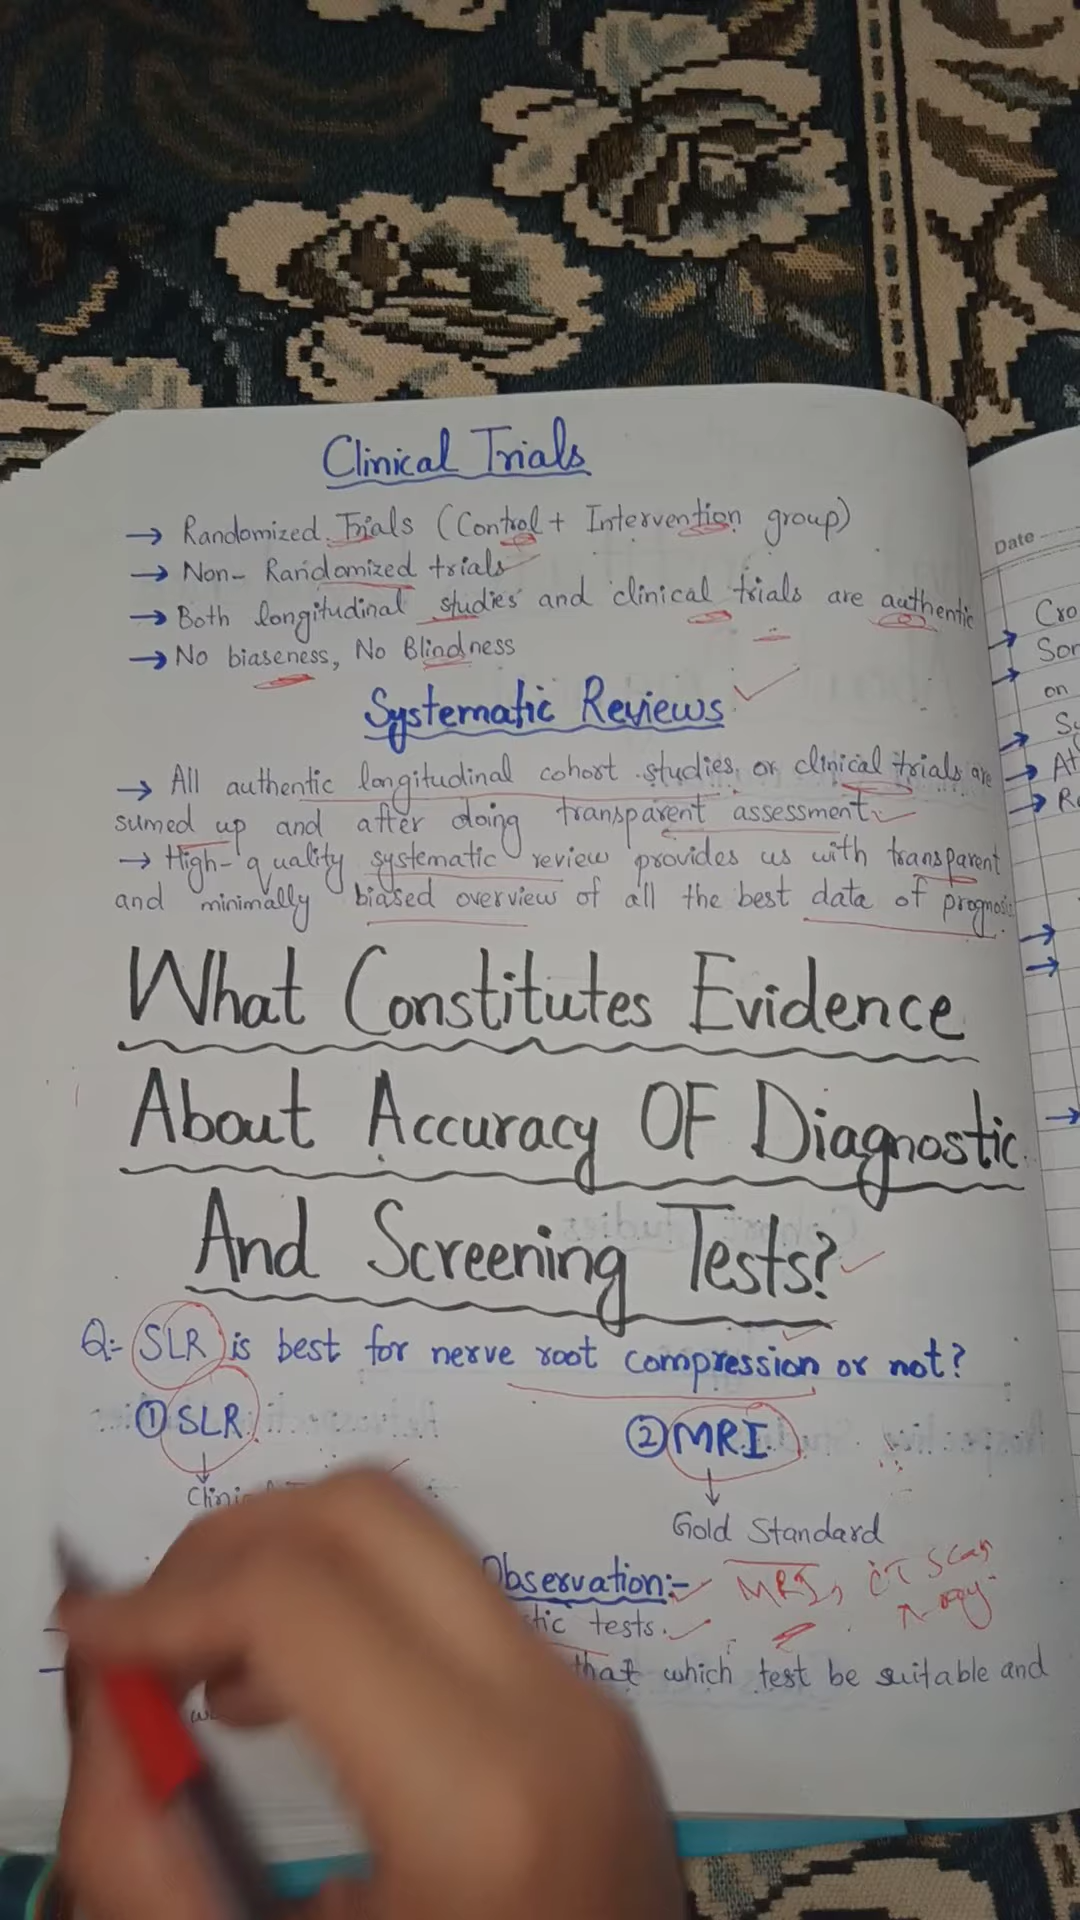 Clinical Trials
→ Randomized Trials (Control + Intervention group)
→ Non-Randomized trials
→ Both longitudinal studies and clinical trials are authentic
→ No biaseness, No Blindness
Systematic Reviews
→ All authentic longitudinal cohort studies or clinical trials are
sumed up and after doing transparent assessment.
→ High-quality systematic review provides us with transparent
and minimally biased overview of all the best data of prognosis
What Constitutes Evidence
About Accuracy OF Diagnostic
And Screening Tests?
Q:- SLR is best for nerve root compression or not?
① SLR
② MRI
Gold Standard
Observation:- MRI, CT Scan
X-ray
tests.
that which test be suitable and
Date